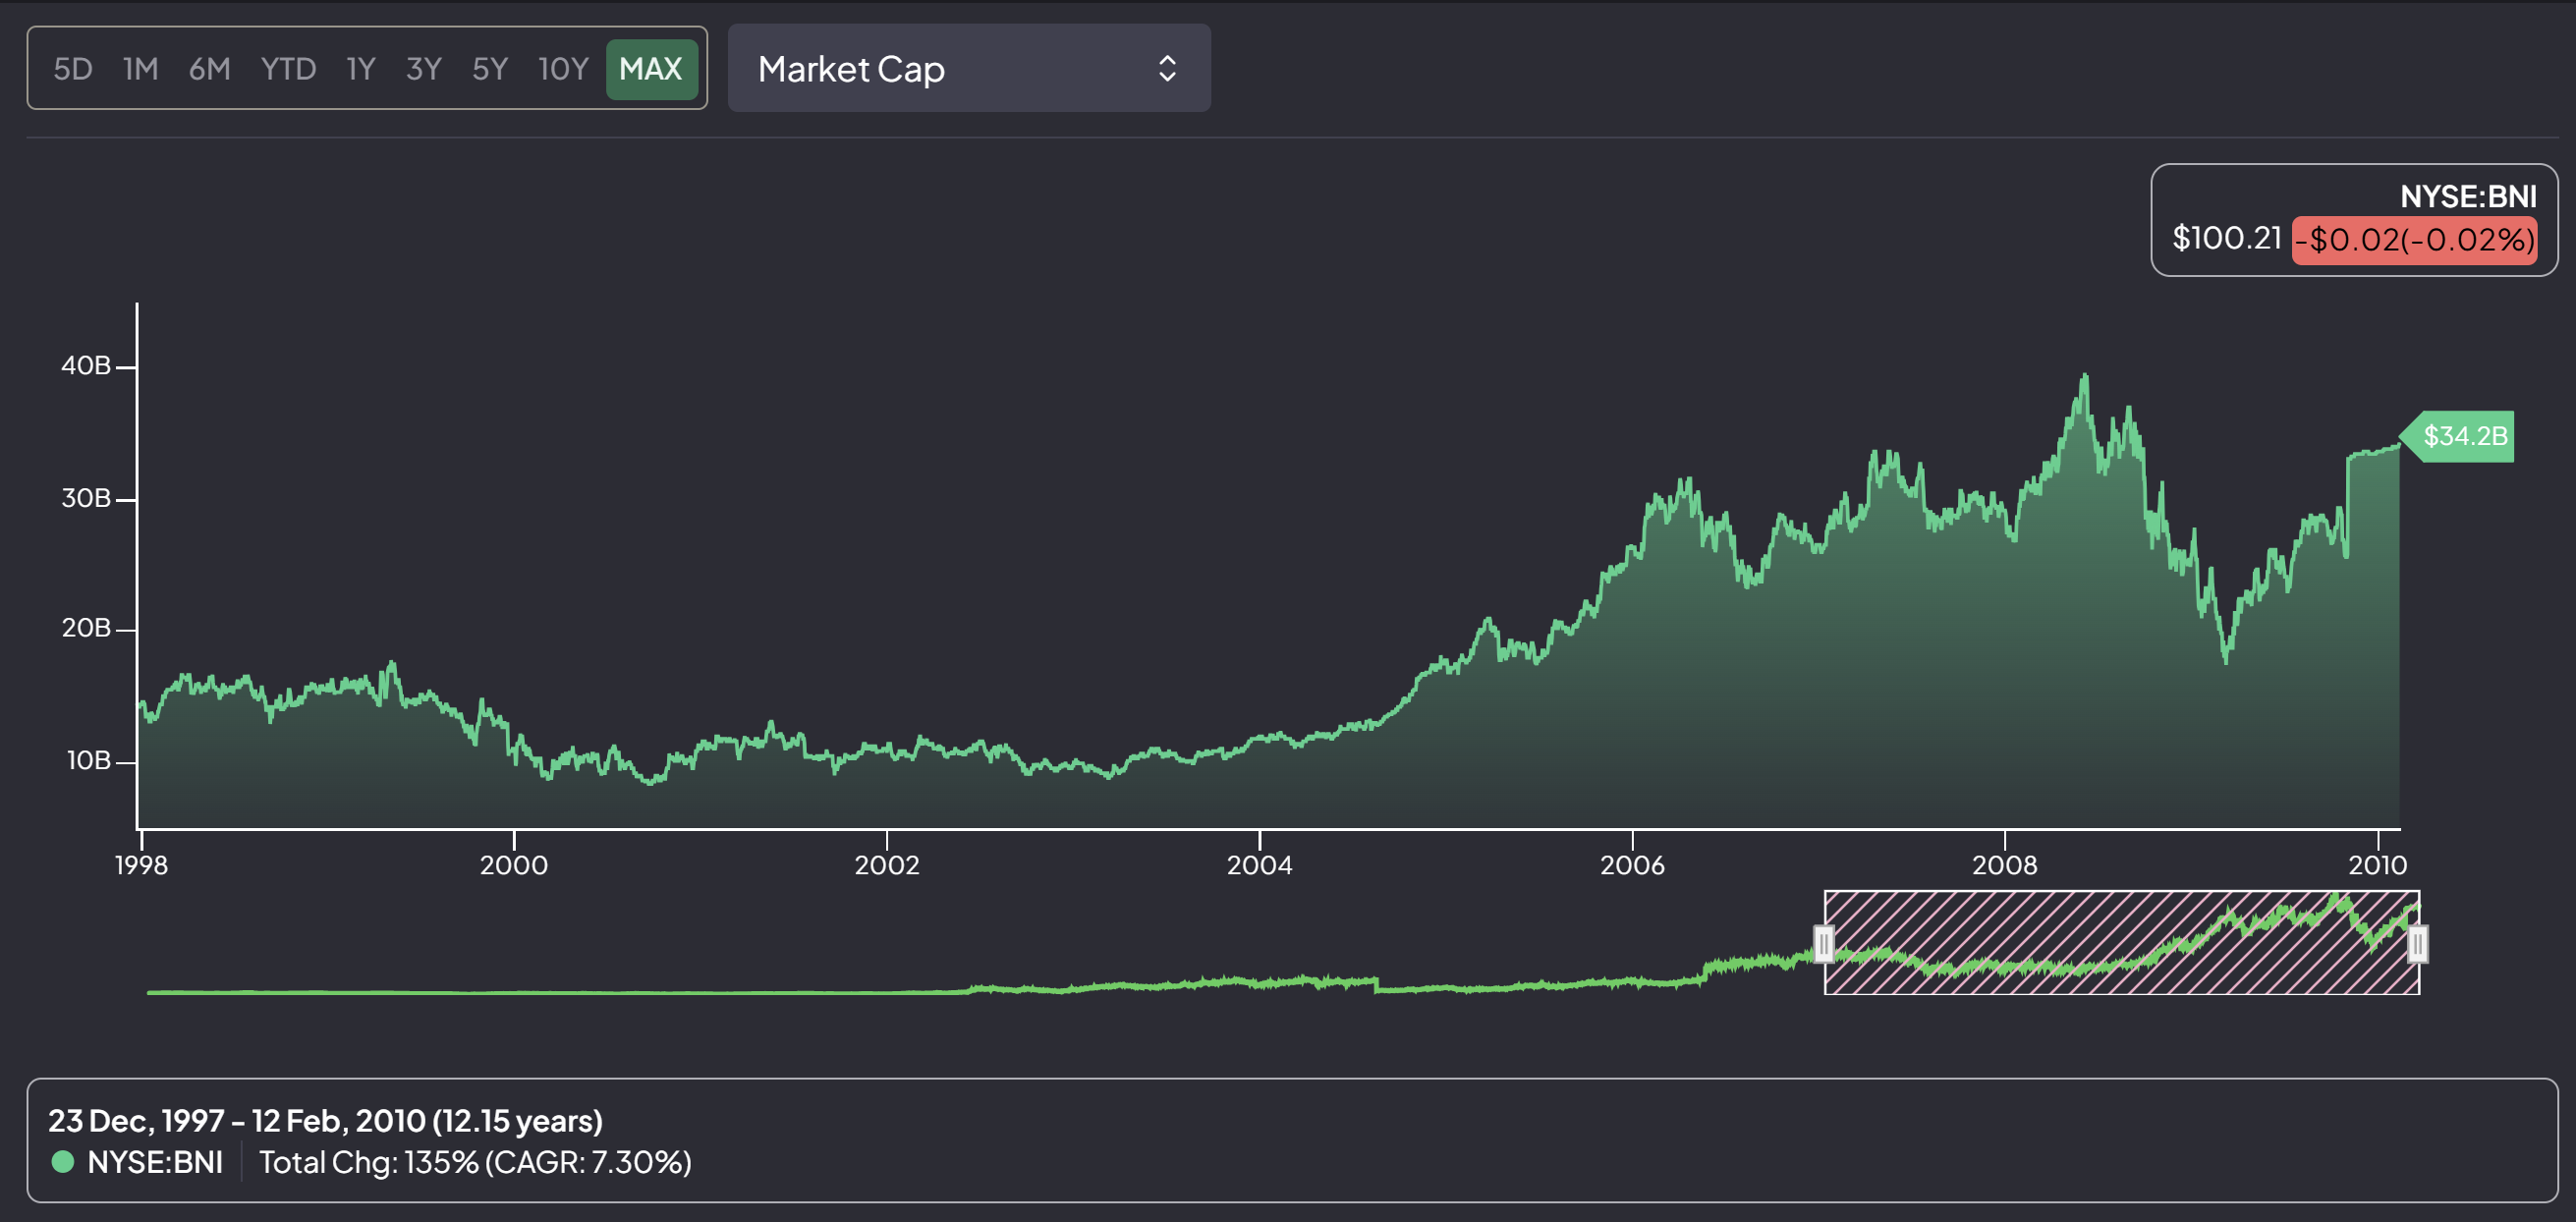 5D 1M 6M YTD 1Y 3Y 5Y 10Y MAX Market Cap
NYSE:BNI
$100.21 -$0.02(-0.02%)
40B
30B
20B
10B
$34.2B
1998 2000 2002 2004 2006 2008 2010
23 Dec, 1997 - 12 Feb, 2010 (12.15 years)
NYSE:BNI Total Chg: 135% (CAGR: 7.30%)